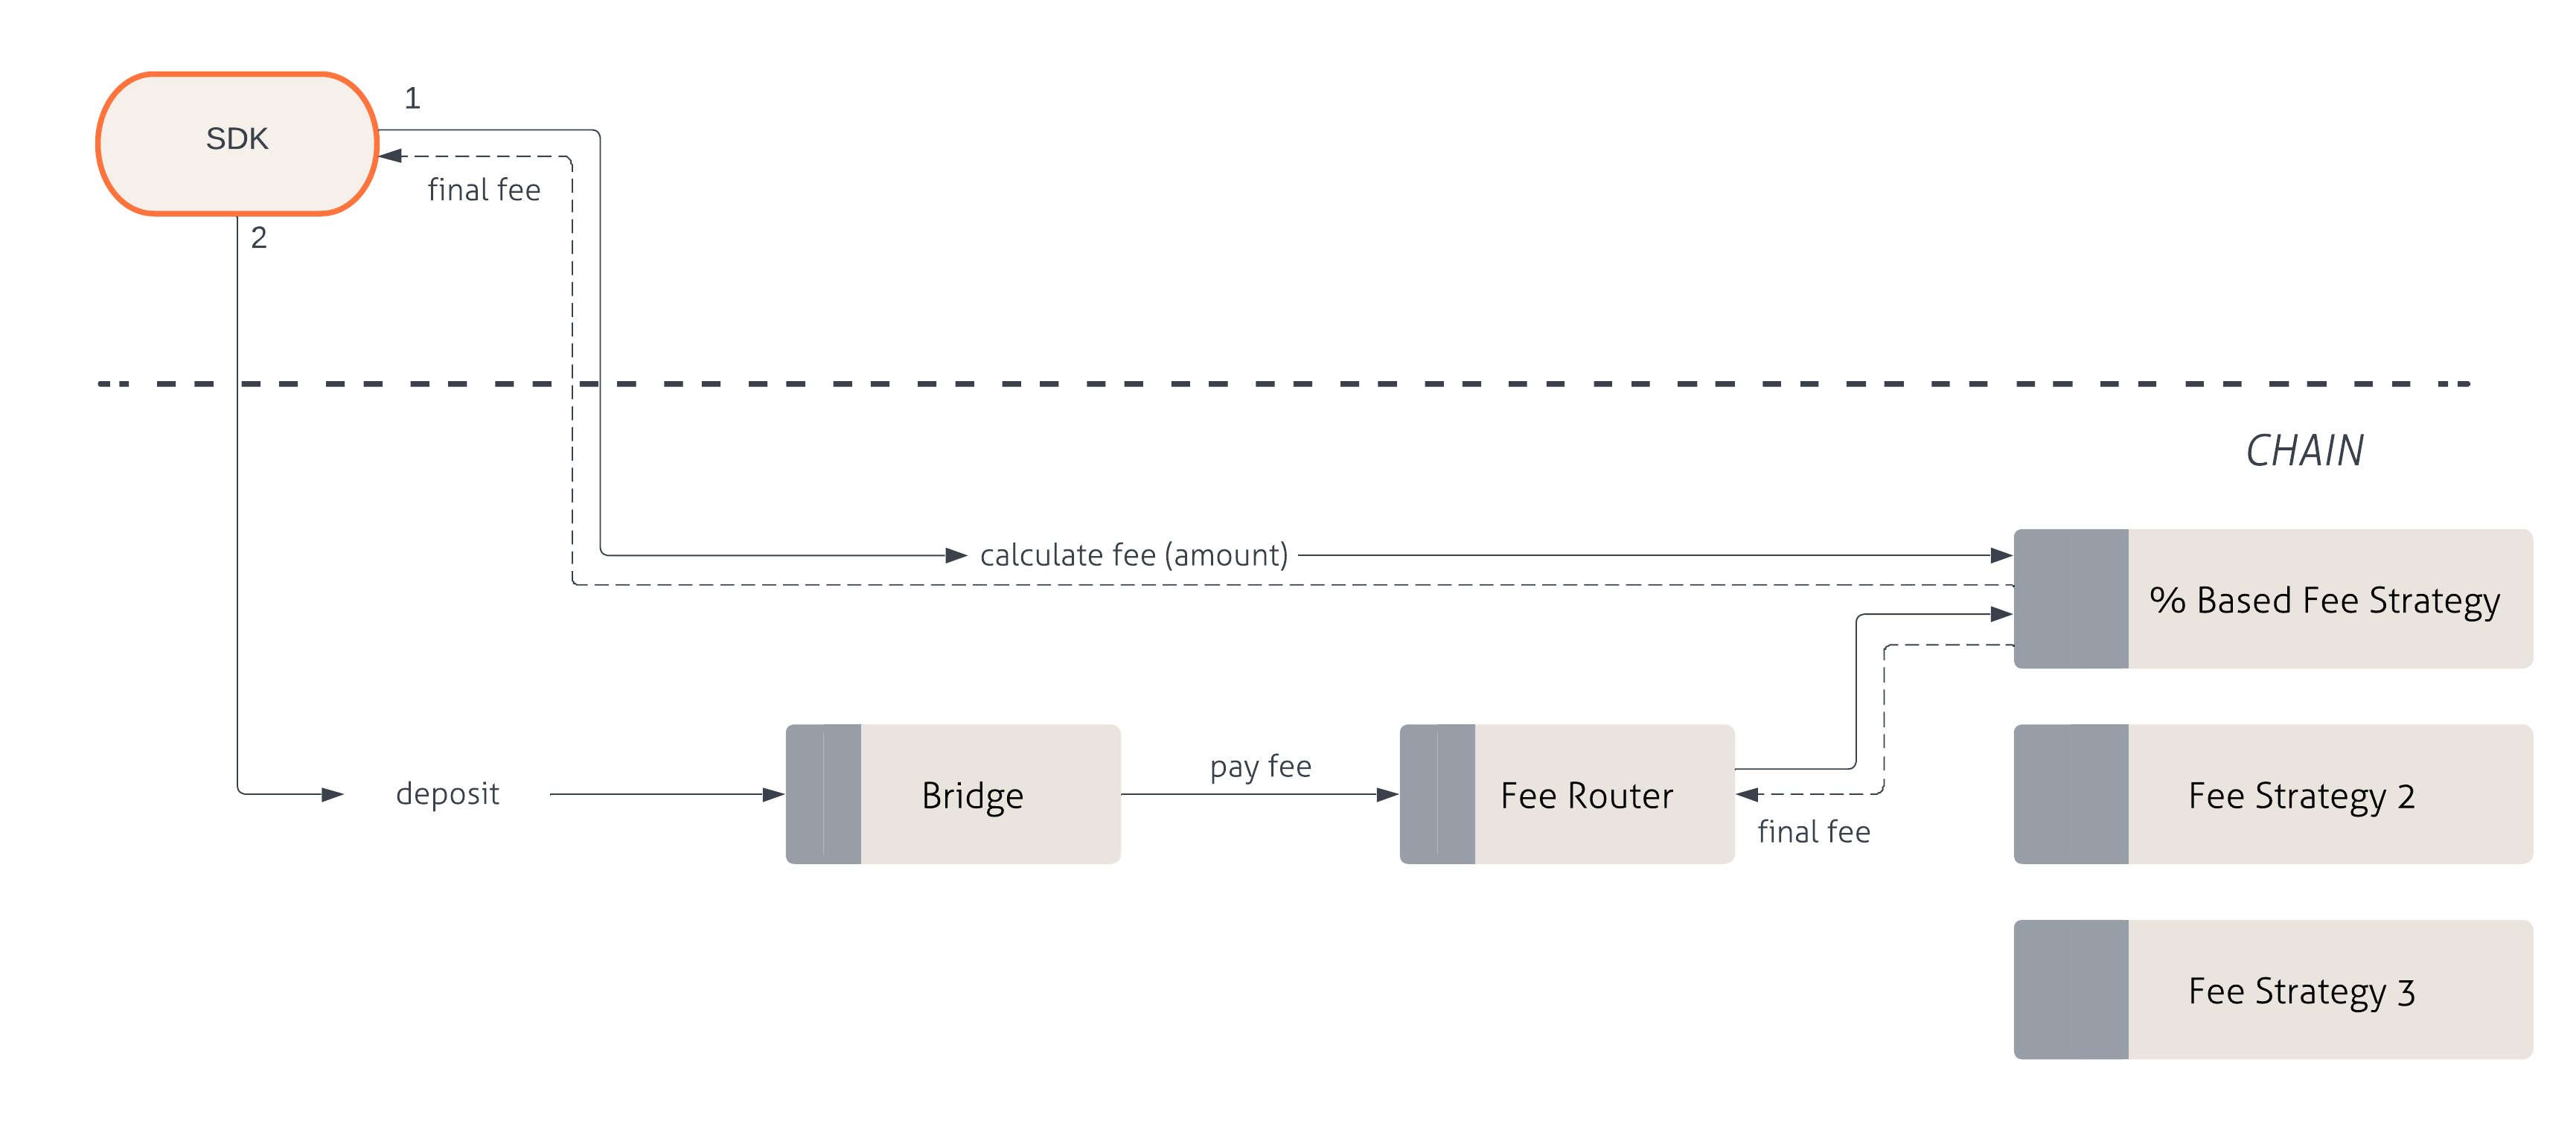 1
SDK
final fee
2
CHAIN
calculate fee (amount)
% Based Fee Strategy
pay fee
deposit
Bridge
Fee Router
Fee Strategy 2
final fee
Fee Strategy 3